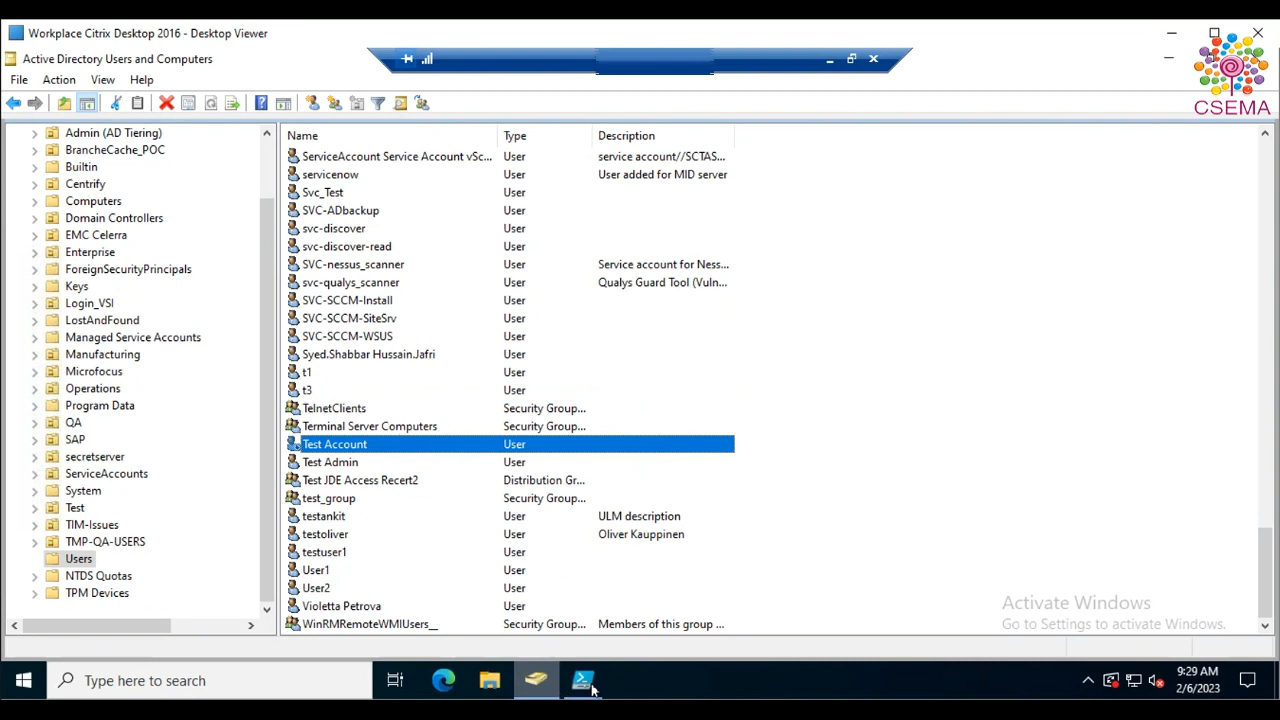 Workplace Citrix Desktop 2016 - Desktop Viewer
Active Directory Users and Computers
File Action View Help
CSEMA
Admin (AD Tiering)
BrancheCache_POC
Builtin
Centrify
Computers
Domain Controllers
EMC Celerra
Enterprise
ForeignSecurityPrincipals
Keys
Login_VSI
LostAndFound
Managed Service Accounts
Manufacturing
Microfocus
Operations
Program Data
QA
SAP
secretserver
ServiceAccounts
System
Test
TIM-Issues
TMP-QA-USERS
Users
NTDS Quotas
TPM Devices
Name Type Description
ServiceAccount Service Account vSc... User service account//SCTAS...
servicenow User User added for MID server
Svc_Test User
SVC-ADbackup User
svc-discover User
svc-discover-read User
SVC-nessus_scanner User Service account for Ness...
svc-qualys_scanner User Qualys Guard Tool (Vuln...
SVC-SCCM-Install User
SVC-SCCM-SiteSrv User
SVC-SCCM-WSUS User
Syed.Shabbar Hussain.Jafri User
t1 User
t3 User
TelnetClients Security Group...
Terminal Server Computers Security Group...
Test Account User
Test Admin User
Test JDE Access Recert2 Distribution Gr...
test_group Security Group...
testankit User ULM description
testoliver User Oliver Kauppinen
testuser1 User
User1 User
User2 User
Violetta Petrova User
WinRMRemoteWMIUsers__ Security Group... Members of this group ...
Activate Windows
Go to Settings to activate Windows.
Type here to search
9:29 AM
2/6/2023